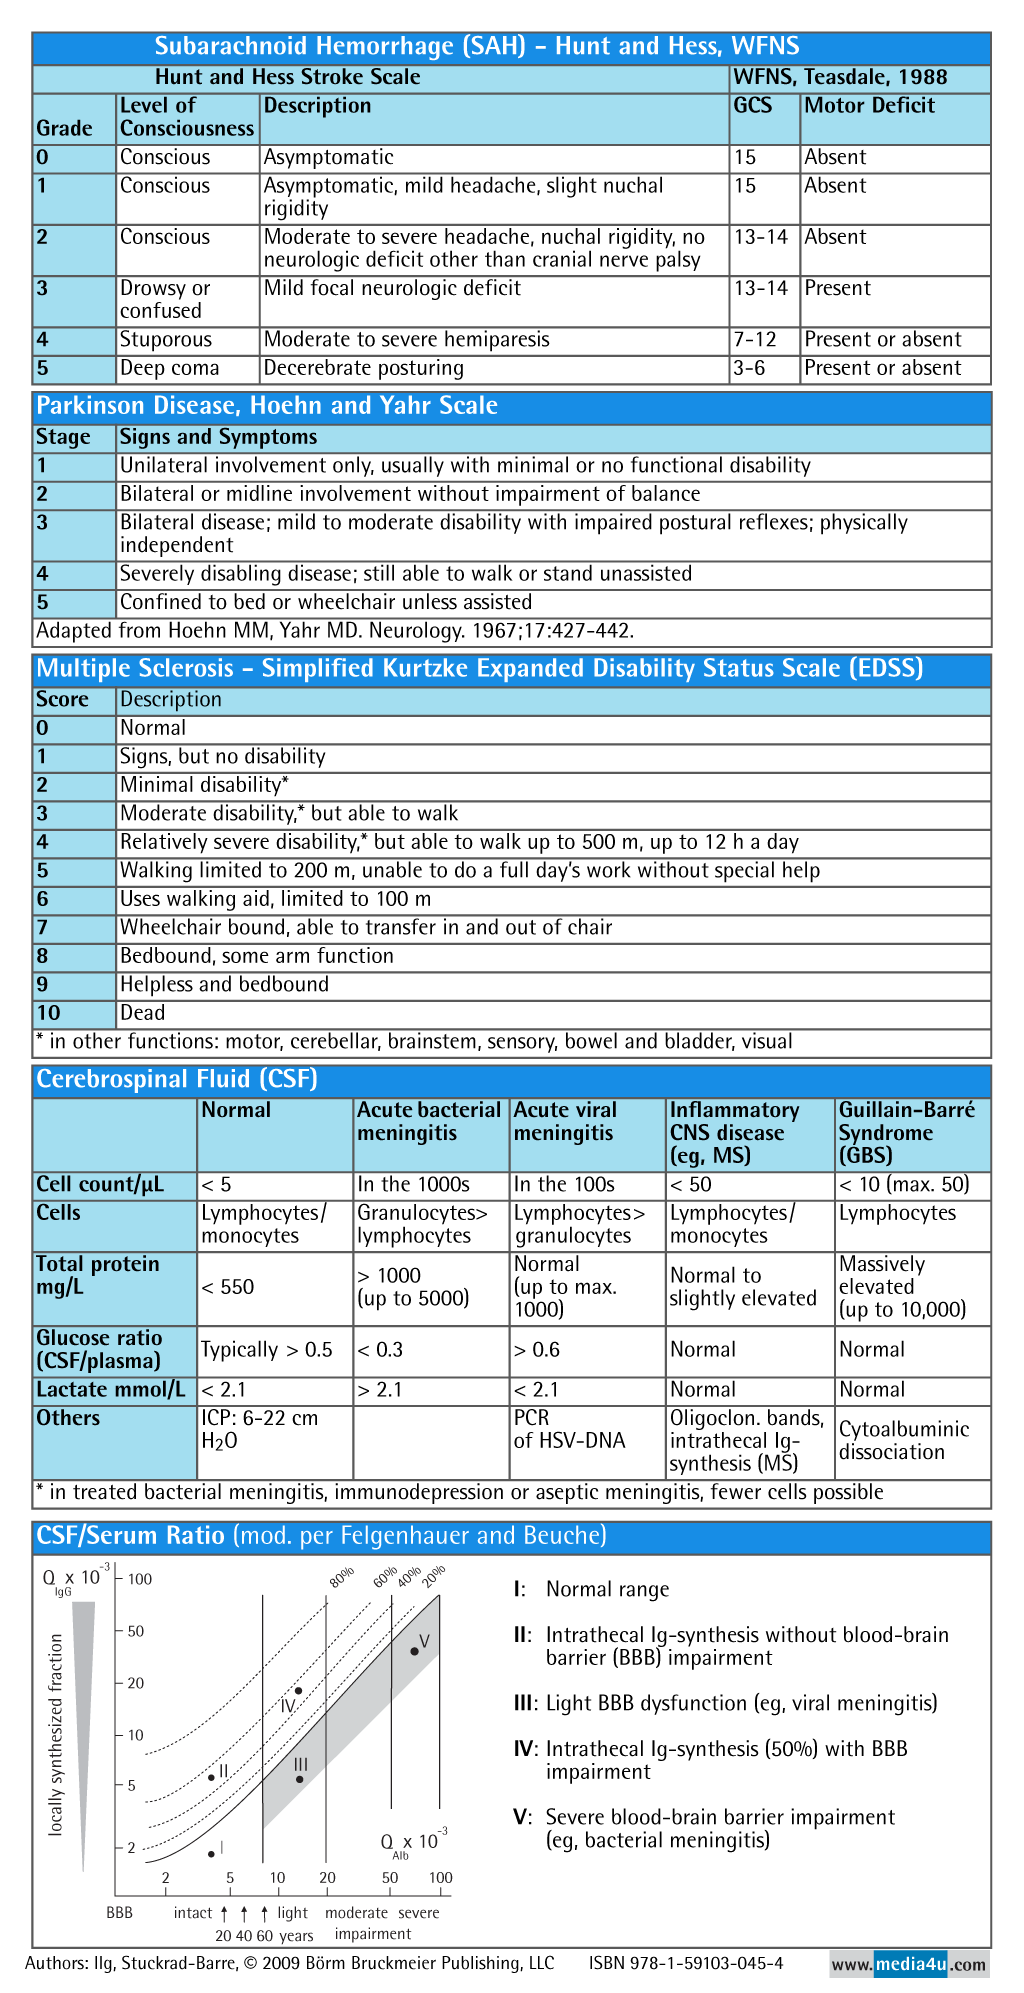 Subarachnoid Hemorrhage (SAH) – Hunt and Hess, WFNS
Hunt and Hess Stroke Scale WFNS, Teasdale, 1988
Grade Level of Consciousness Description GCS Motor Deficit
0 Conscious Asymptomatic 15 Absent
1 Conscious Asymptomatic, mild headache, slight nuchal rigidity 15 Absent
2 Conscious Moderate to severe headache, nuchal rigidity, no neurologic deficit other than cranial nerve palsy 13-14 Absent
3 Drowsy or confused Mild focal neurologic deficit 13-14 Present
4 Stuporous Moderate to severe hemiparesis 7-12 Present or absent
5 Deep coma Decerebrate posturing 3-6 Present or absent
Parkinson Disease, Hoehn and Yahr Scale
Stage Signs and Symptoms
1 Unilateral involvement only, usually with minimal or no functional disability
2 Bilateral or midline involvement without impairment of balance
3 Bilateral disease; mild to moderate disability with impaired postural reflexes; physically
independent
4 Severely disabling disease; still able to walk or stand unassisted
5 Confined to bed or wheelchair unless assisted
Adapted from Hoehn MM, Yahr MD. Neurology. 1967;17:427-442.
Multiple Sclerosis – Simplified Kurtzke Expanded Disability Status Scale (EDSS)
Score Description
0 Normal
1 Signs, but no disability
2 Minimal disability*
3 Moderate disability,* but able to walk
4 Relatively severe disability,* but able to walk up to 500 m, up to 12 h a day
5 Walking limited to 200 m, unable to do a full day's work without special help
6 Uses walking aid, limited to 100 m
7 Wheelchair bound, able to transfer in and out of chair
8 Bedbound, some arm function
9 Helpless and bedbound
10 Dead
* in other functions: motor, cerebellar, brainstem, sensory, bowel and bladder, visual
Cerebrospinal Fluid (CSF)
Normal Acute bacterial meningitis Acute viral meningitis Inflammatory CNS disease (eg, MS) Guillain-Barré Syndrome (GBS)
Cell count/µL < 5 In the 1000s In the 100s < 50 < 10 (max. 50)
Cells Lymphocytes/ monocytes Granulocytes> lymphocytes Lymphocytes> granulocytes Lymphocytes/ monocytes Lymphocytes
Total protein mg/L < 550 > 1000 (up to 5000) Normal (up to max. 1000) Normal to slightly elevated Massively elevated (up to 10,000)
Glucose ratio (CSF/plasma) Typically > 0.5 < 0.3 > 0.6 Normal Normal
Lactate mmol/L < 2.1 > 2.1 < 2.1 Normal Normal
Others ICP: 6-22 cm H2O PCR of HSV-DNA Oligoclon. bands, intrathecal Ig-synthesis (MS) Cytoalbuminic dissociation
* in treated bacterial meningitis, immunodepression or aseptic meningitis, fewer cells possible
CSF/Serum Ratio (mod. per Felgenhauer and Beuche)
Q IgG x 10-3
100
50
20
10
5
2
80% 60% 40% 20%
locally synthesized fraction
I
II
III
IV
V
Q Alb x 10-3
2 5 10 20 50 100
BBB intact light moderate severe
20 40 60 years impairment
I: Normal range
II: Intrathecal Ig-synthesis without blood-brain
barrier (BBB) impairment
III: Light BBB dysfunction (eg, viral meningitis)
IV: Intrathecal Ig-synthesis (50%) with BBB
impairment
V: Severe blood-brain barrier impairment
(eg, bacterial meningitis)
Authors: Ilg, Stuckrad-Barre, © 2009 Börm Bruckmeier Publishing, LLC ISBN 978-1-59103-045-4 www.media4u.com